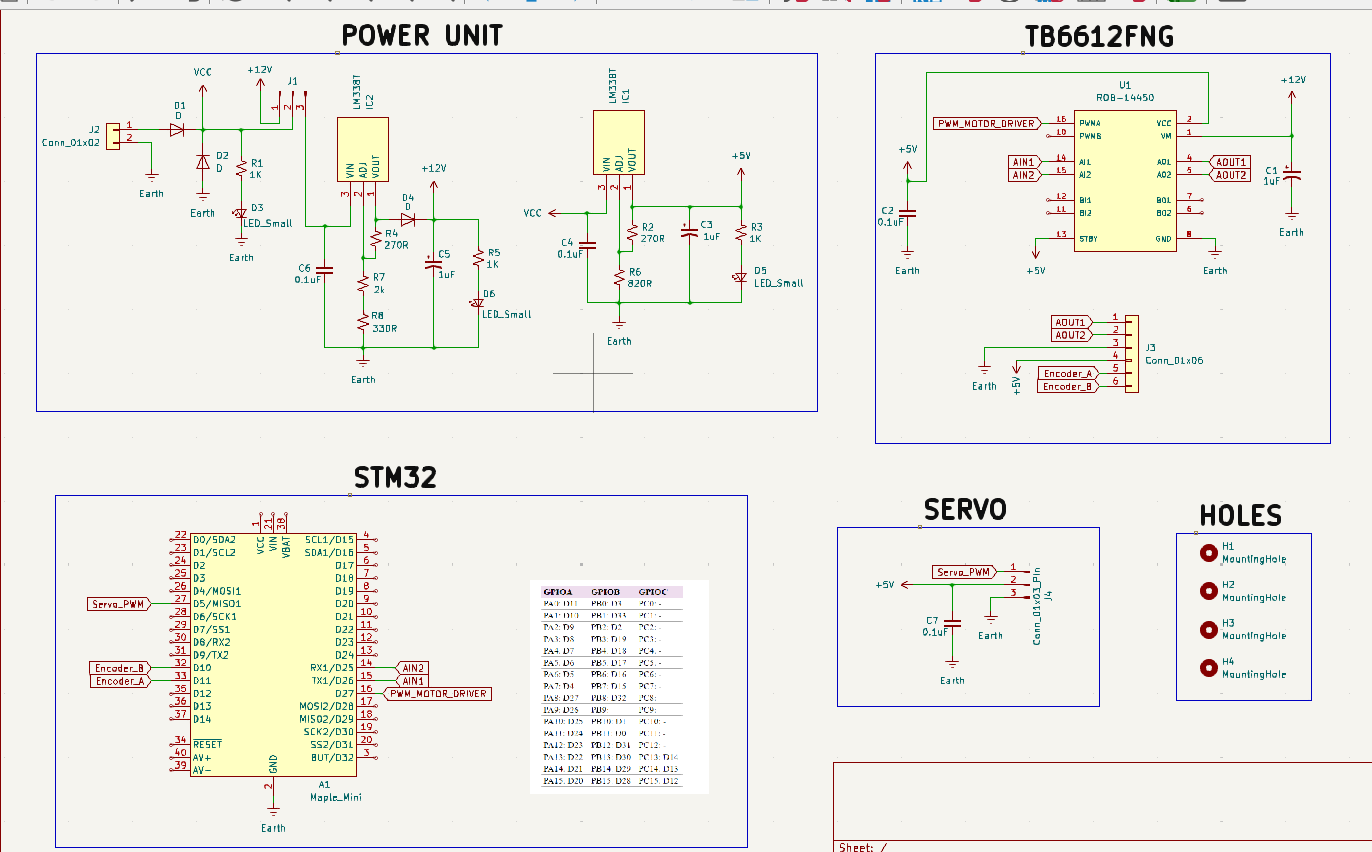 POWER UNIT
VCC
+12V
J1
1
2
3
J2
Conn_01x02
1
2
D1
D
Earth
D2
D
Earth
R1
1K
D3
LED_Small
Earth
LM338T
IC2
VIN
ADJ
VOUT
3
2
1
D4
D
+12V
R4
270R
C6
0.1uF
R7
2k
R8
330R
C5
1uF
R5
1K
D6
LED_Small
Earth
LM338T
IC1
VIN
ADJ
VOUT
3
2
1
VCC
+5V
C4
0.1uF
R2
270R
R6
820R
C3
1uF
R3
1K
D5
LED_Small
Earth
TB6612FNG
U1
ROB-14450
PWM_MOTOR_DRIVER
16 PWMA
10 PWMB
AIN1 14 AI1
AIN2 15 AI2
12 BI1
11 BI2
13 STBY
VCC 2
VM 1
AO1 4 AOUT1
AO2 5 AOUT2
BO1 7
BO2 6
GND 8
+12V
C1
1uF
Earth
+5V
C2
0.1uF
Earth
+5V
Earth
AOUT1 1
AOUT2 2
3
4
Encoder_A 5
Encoder_B 6
J3
Conn_01x06
Earth
+5V
STM32
1 VCC
21 VIN
38 VBAT
22 D0/SDA2
23 D1/SCL2
24 D2
25 D3
26 D4/MOSI1
Servo_PWM 27 D5/MISO1
28 D6/SCK1
29 D7/SS1
30 D8/RX2
31 D9/TX2
Encoder_B 32 D10
Encoder_A 33 D11
35 D12
36 D13
37 D14
34 RESET
40 AV+
39 AV-
SCL1/D15 4
SDA1/D16 5
D17 6
D18 7
D19 8
D20 9
D21 10
D22 11
D23 12
D24 13
RX1/D25 14 AIN2
TX1/D26 15 AIN1
D27 16 PWM_MOTOR_DRIVER
MOSI2/D28 17
MISO2/D29 18
SCK2/D30 19
SS2/D31 20
BUT/D32 3
GND
2
A1
Maple_Mini
Earth
GPIOA GPIOB GPIOC
PA0: D11 PB0: D3 PC0: -
PA1: D10 PB1: D33 PC1: -
PA2: D9 PB2: D2 PC2: -
PA3: D8 PB3: D19 PC3: -
PA4: D7 PB4: D18 PC4: -
PA5: D6 PB5: D17 PC5: -
PA6: D5 PB6: D16 PC6: -
PA7: D4 PB7: D15 PC7: -
PA8: D27 PB8: D32 PC8: -
PA9: D26 PB9: PC9:
PA10: D25 PB10: D1 PC10: -
PA11: D24 PB11: D0 PC11: -
PA12: D23 PB12: D31 PC12: -
PA13: D22 PB13: D30 PC13: D14
PA14: D21 PB14: D29 PC14: D13
PA15: D20 PB15: D28 PC15: D12
SERVO
Servo_PWM 1
+5V 2
3
Conn_01x03_Pin
J4
C7
0.1uF
Earth
Earth
HOLES
H1
MountingHole
H2
MountingHole
H3
MountingHole
H4
MountingHole
Sheet: /